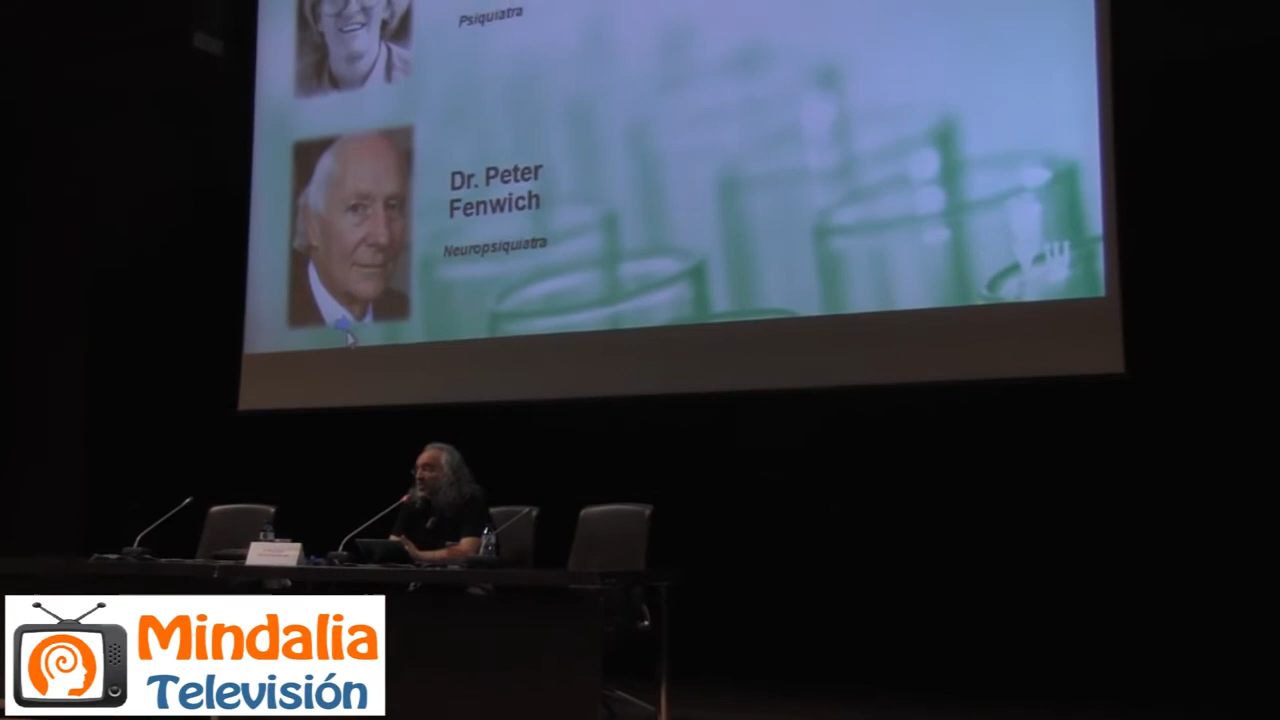 Psiquiatra
Dr. Peter
Fenwich
Neuropsiquiatra
Mindalia
Televisión